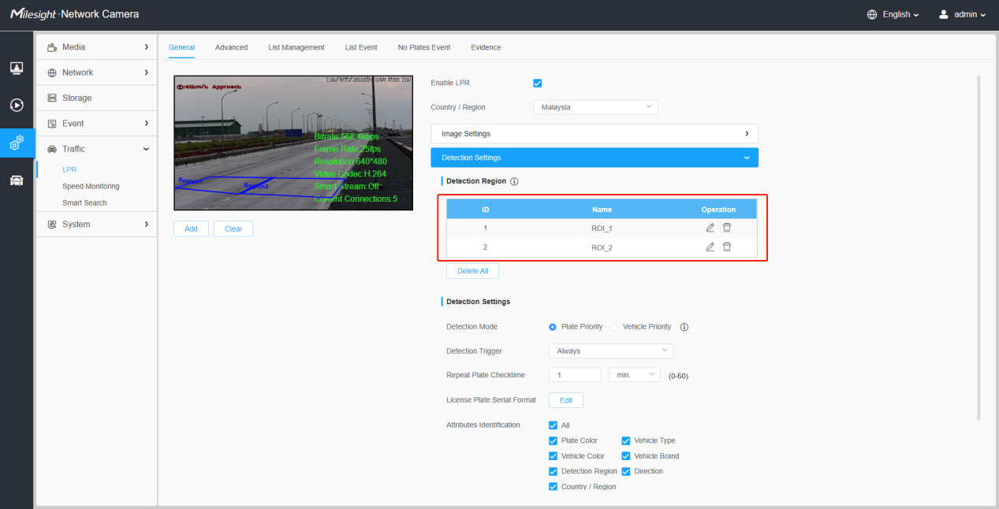 Milesight · Network Camera
English
admin
Media
Network
Storage
Event
Traffic
LPR
Speed Monitoring
Smart Search
System
General
Advanced
List Management
List Event
No Plates Event
Evidence
:45km/h Approach
Bitrate:568.4kbps
Frame Rate:25fps
Resolution:640*480
Video Codec:H.264
Smart Stream:Off
Current Connections:5
Region1
Region2
Add
Clear
Enable LPR
Country / Region
Malaysia
Image Settings
Detection Settings
Detection Region
ID Name Operation
1 ROI_1
2 ROI_2
Delete All
Detection Settings
Detection Mode Plate Priority Vehicle Priority
Detection Trigger Always
Repeat Plate Checktime 1 min. (0-60)
License Plate Serial Format Edit
Attributes Identification All
Plate Color Vehicle Type
Vehicle Color Vehicle Brand
Detection Region Direction
Country / Region